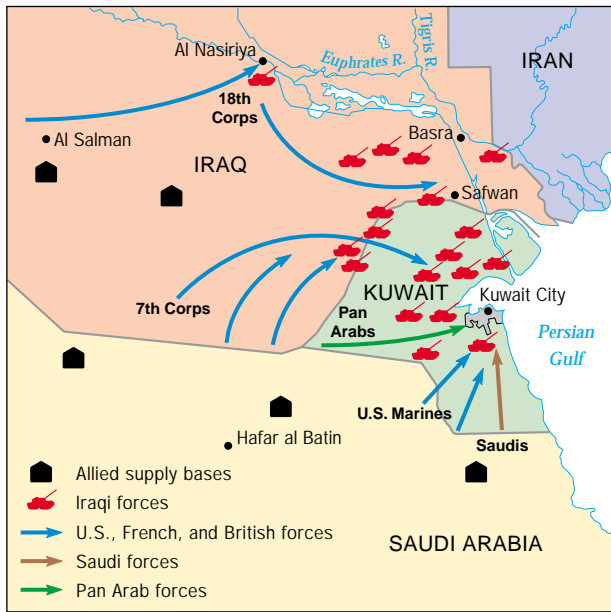 Al Nasiriya
Euphrates R.
Tigris R.
IRAN
18th
Corps
Basra
Al Salman
IRAQ
Safwan
7th Corps
KUWAIT
Kuwait City
Pan
Arabs
Persian
Gulf
U.S. Marines
Saudis
Hafar al Batin
Allied supply bases
Iraqi forces
U.S., French, and British forces
Saudi forces
Pan Arab forces
SAUDI ARABIA